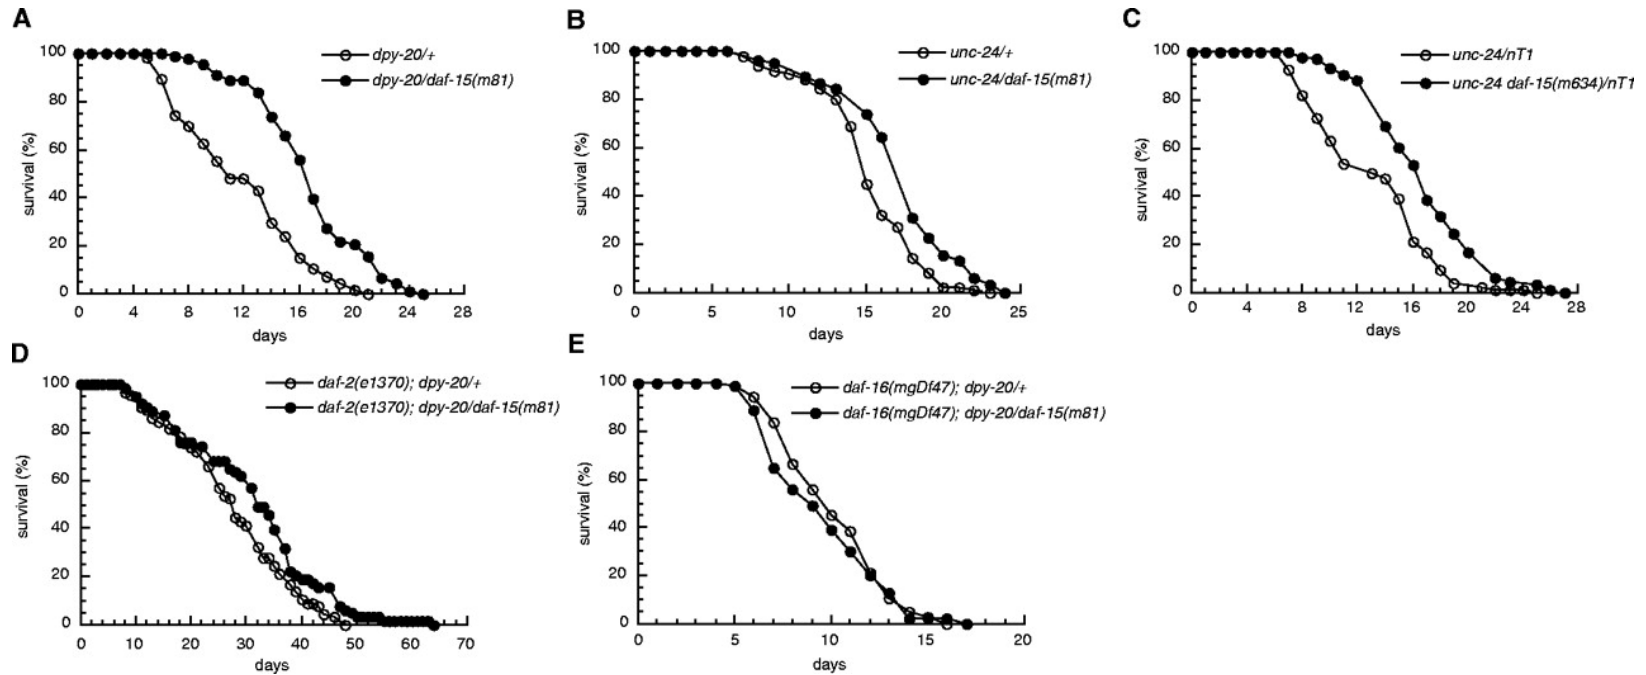 A
dpy-20/+
dpy-20/daf-15(m81)
100
80
60
40
20
0
survival (%)
0 4 8 12 16 20 24 28
days
B
unc-24/+
unc-24/daf-15(m81)
100
80
60
40
20
0
survival (%)
0 5 10 15 20 25
days
C
unc-24/nT1
unc-24 daf-15(m634)/nT1
100
80
60
40
20
0
survival (%)
0 4 8 12 16 20 24 28
days
D
daf-2(e1370); dpy-20/+
daf-2(e1370); dpy-20/daf-15(m81)
100
80
60
40
20
0
survival (%)
0 10 20 30 40 50 60 70
days
E
daf-16(mgDf47); dpy-20/+
daf-16(mgDf47); dpy-20/daf-15(m81)
100
80
60
40
20
0
survival (%)
0 5 10 15 20
days